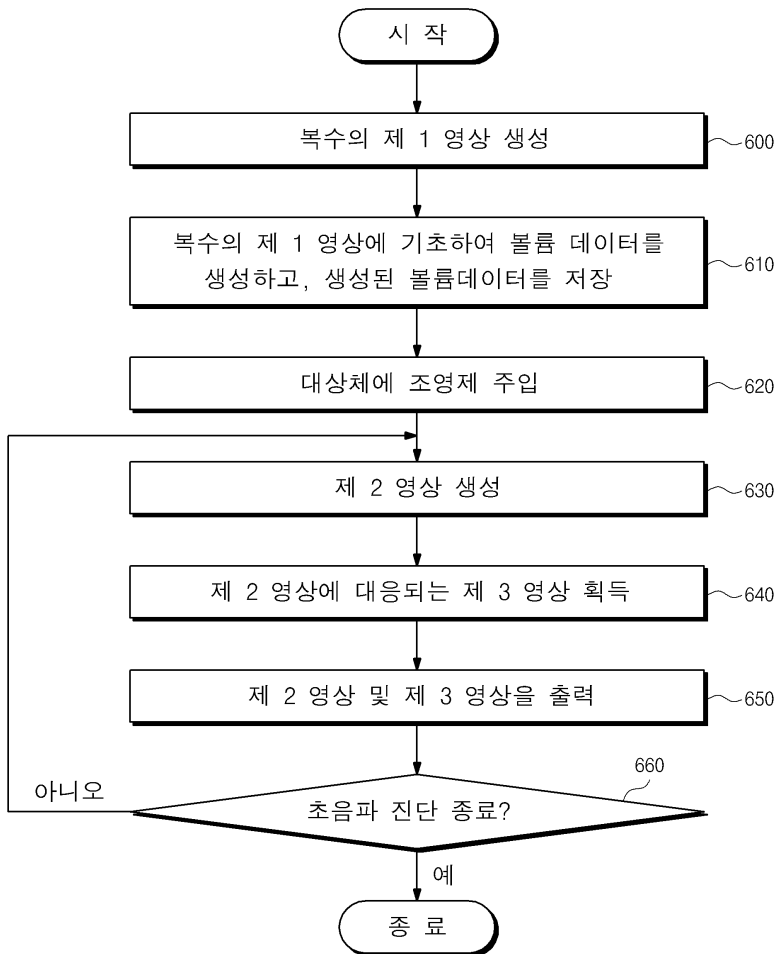 시 작
복수의 제 1 영상 생성
600
복수의 제 1 영상에 기초하여 볼륨 데이터를
생성하고, 생성된 볼륨데이터를 저장
610
대상체에 조영제 주입
620
제 2 영상 생성
630
제 2 영상에 대응되는 제 3 영상 획득
640
제 2 영상 및 제 3 영상을 출력
650
660
아니오
초음파 진단 종료?
예
종 료